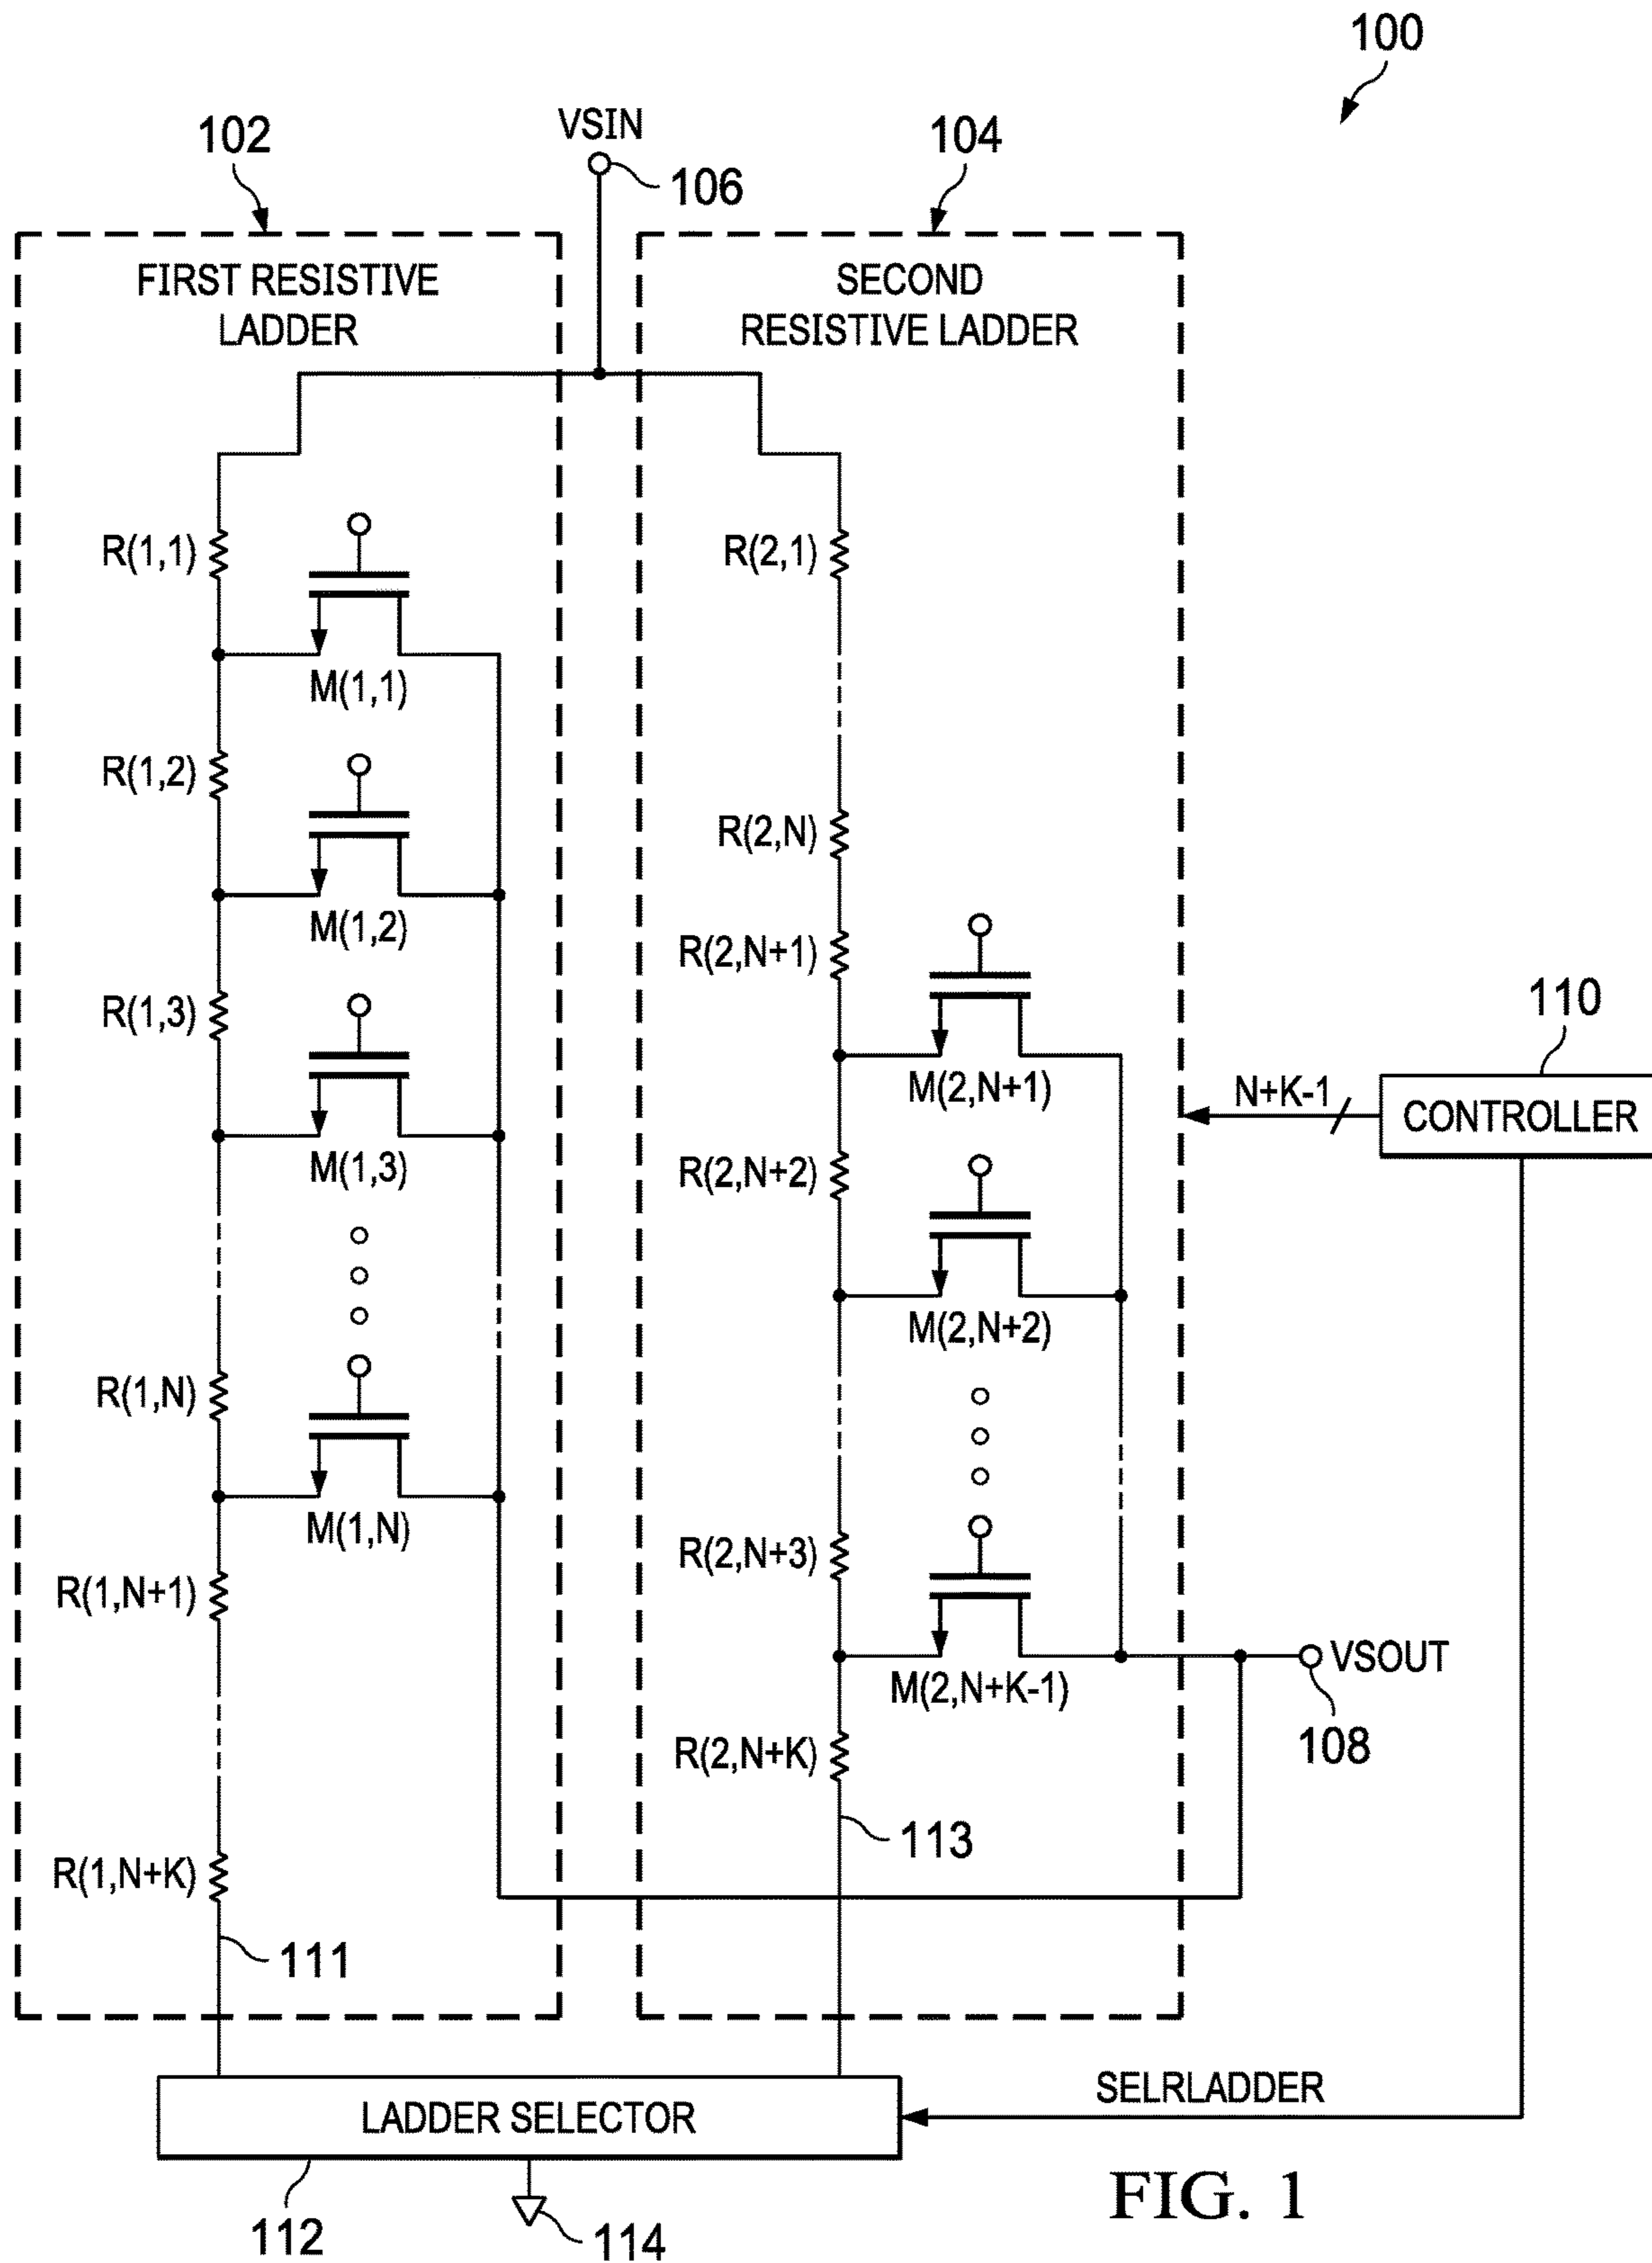 100
102
VSIN
106
104
FIRST RESISTIVE
LADDER
SECOND
RESISTIVE LADDER
R(1,1)
M(1,1)
R(1,2)
M(1,2)
R(1,3)
M(1,3)
R(1,N)
M(1,N)
R(1,N+1)
R(1,N+K)
111
R(2,1)
R(2,N)
R(2,N+1)
M(2,N+1)
R(2,N+2)
M(2,N+2)
R(2,N+3)
M(2,N+K-1)
R(2,N+K)
113
110
N+K-1
CONTROLLER
VSOUT
108
SELRLADDER
LADDER SELECTOR
112
114
FIG. 1